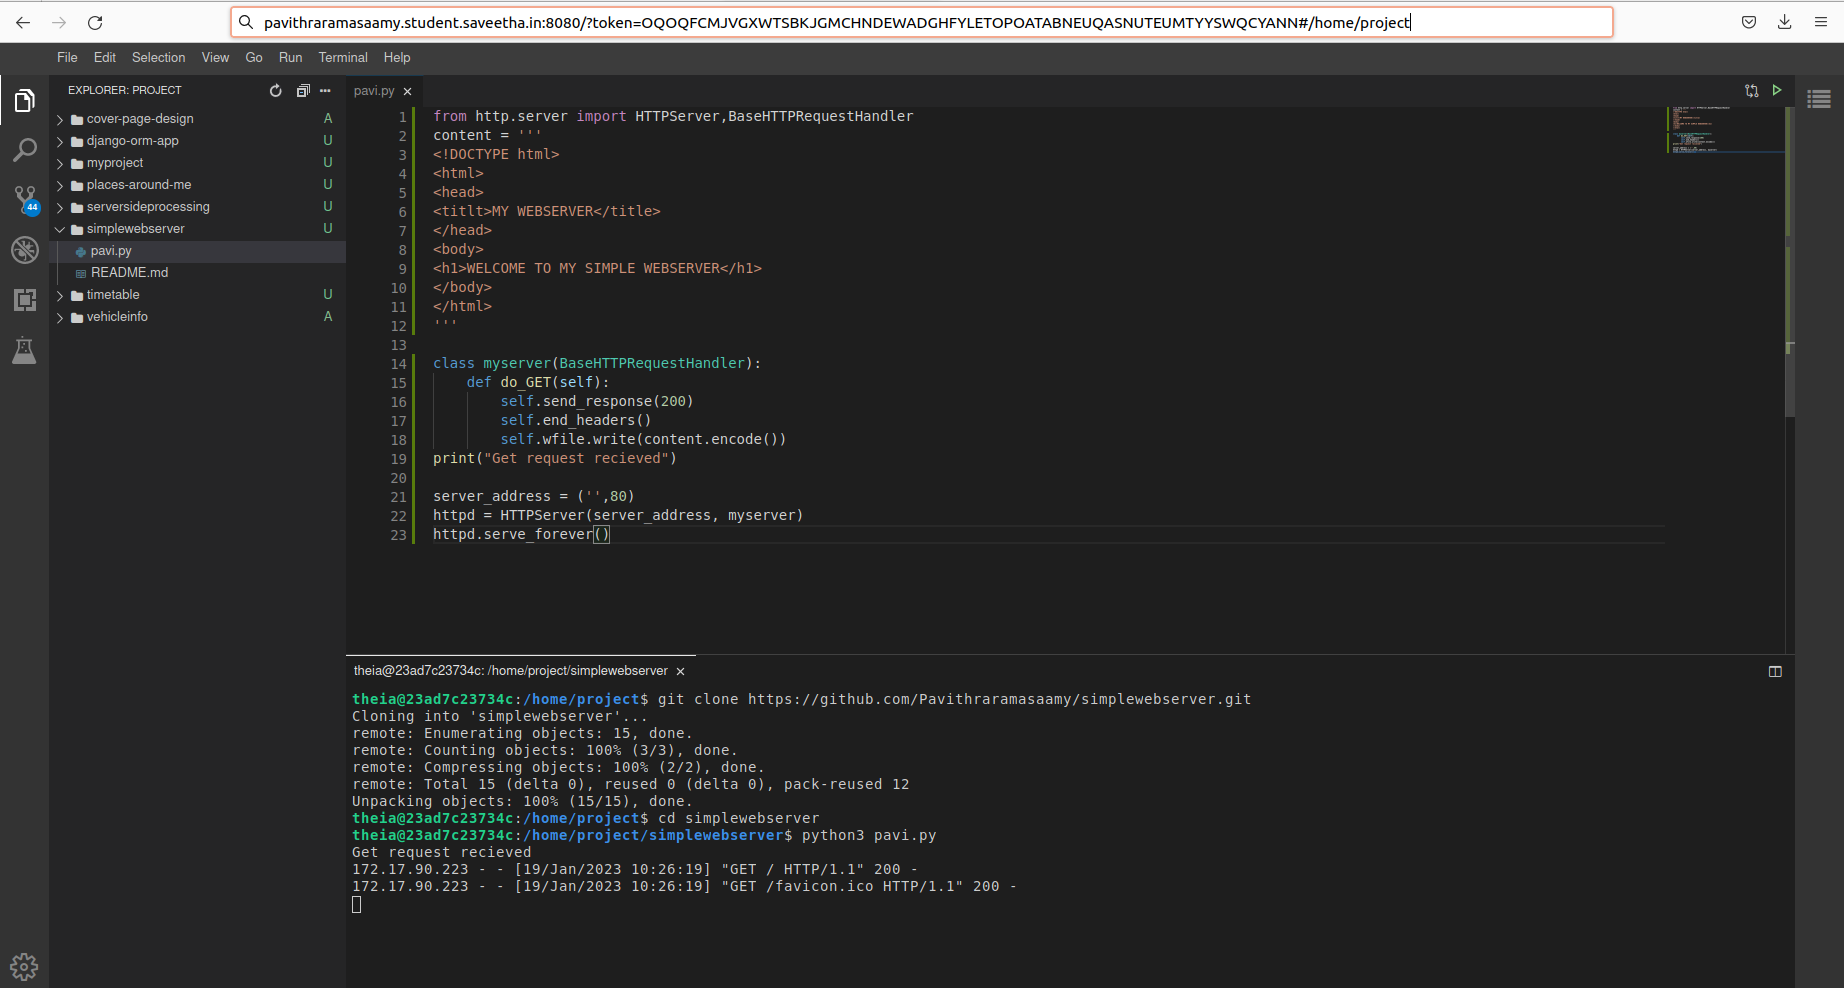 pavithraramasaamy.student.saveetha.in:8080/?token=OQOQFCMJVGXWTSBKJGMCHNDEWADGHFYLETOPOATABNEUQASNUTEUMTYYSWQCYANN#/home/project
File Edit Selection View Go Run Terminal Help
EXPLORER: PROJECT
cover-page-design A
django-orm-app U
myproject U
places-around-me U
serversideprocessing U
simplewebserver U
pavi.py
README.md
timetable U
vehicleinfo A
44
pavi.py
1 from http.server import HTTPServer,BaseHTTPRequestHandler
2 content = '''
3 <!DOCTYPE html>
4 <html>
5 <head>
6 <titlt>MY WEBSERVER</title>
7 </head>
8 <body>
9 <h1>WELCOME TO MY SIMPLE WEBSERVER</h1>
10 </body>
11 </html>
12 '''
13
14 class myserver(BaseHTTPRequestHandler):
15 def do_GET(self):
16 self.send_response(200)
17 self.end_headers()
18 self.wfile.write(content.encode())
19 print("Get request recieved")
20
21 server_address = ('',80)
22 httpd = HTTPServer(server_address, myserver)
23 httpd.serve_forever()
theia@23ad7c23734c: /home/project/simplewebserver
theia@23ad7c23734c:/home/project$ git clone https://github.com/Pavithraramasaamy/simplewebserver.git
Cloning into 'simplewebserver'...
remote: Enumerating objects: 15, done.
remote: Counting objects: 100% (3/3), done.
remote: Compressing objects: 100% (2/2), done.
remote: Total 15 (delta 0), reused 0 (delta 0), pack-reused 12
Unpacking objects: 100% (15/15), done.
theia@23ad7c23734c:/home/project$ cd simplewebserver
theia@23ad7c23734c:/home/project/simplewebserver$ python3 pavi.py
Get request recieved
172.17.90.223 - - [19/Jan/2023 10:26:19] "GET / HTTP/1.1" 200 -
172.17.90.223 - - [19/Jan/2023 10:26:19] "GET /favicon.ico HTTP/1.1" 200 -